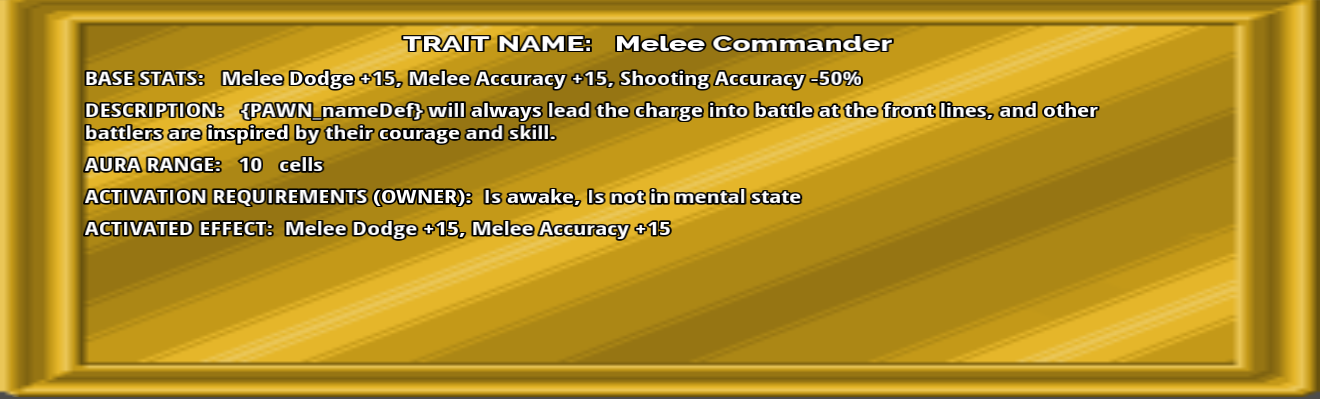 TRAIT NAME: Melee Commander
BASE STATS: Melee Dodge +15, Melee Accuracy +15, Shooting Accuracy -50%
DESCRIPTION: {PAWN_nameDef} will always lead the charge into battle at the front lines, and other
battlers are inspired by their courage and skill.
AURA RANGE: 10 cells
ACTIVATION REQUIREMENTS (OWNER): Is awake, Is not in mental state
ACTIVATED EFFECT: Melee Dodge +15, Melee Accuracy +15